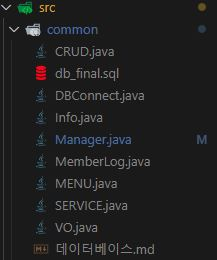 src
common
CRUD.java
db_final.sql
DBConnect.java
Info.java
Manager.java M
MemberLog.java
MENU.java
SERVICE.java
VO.java
데이터베이스.md